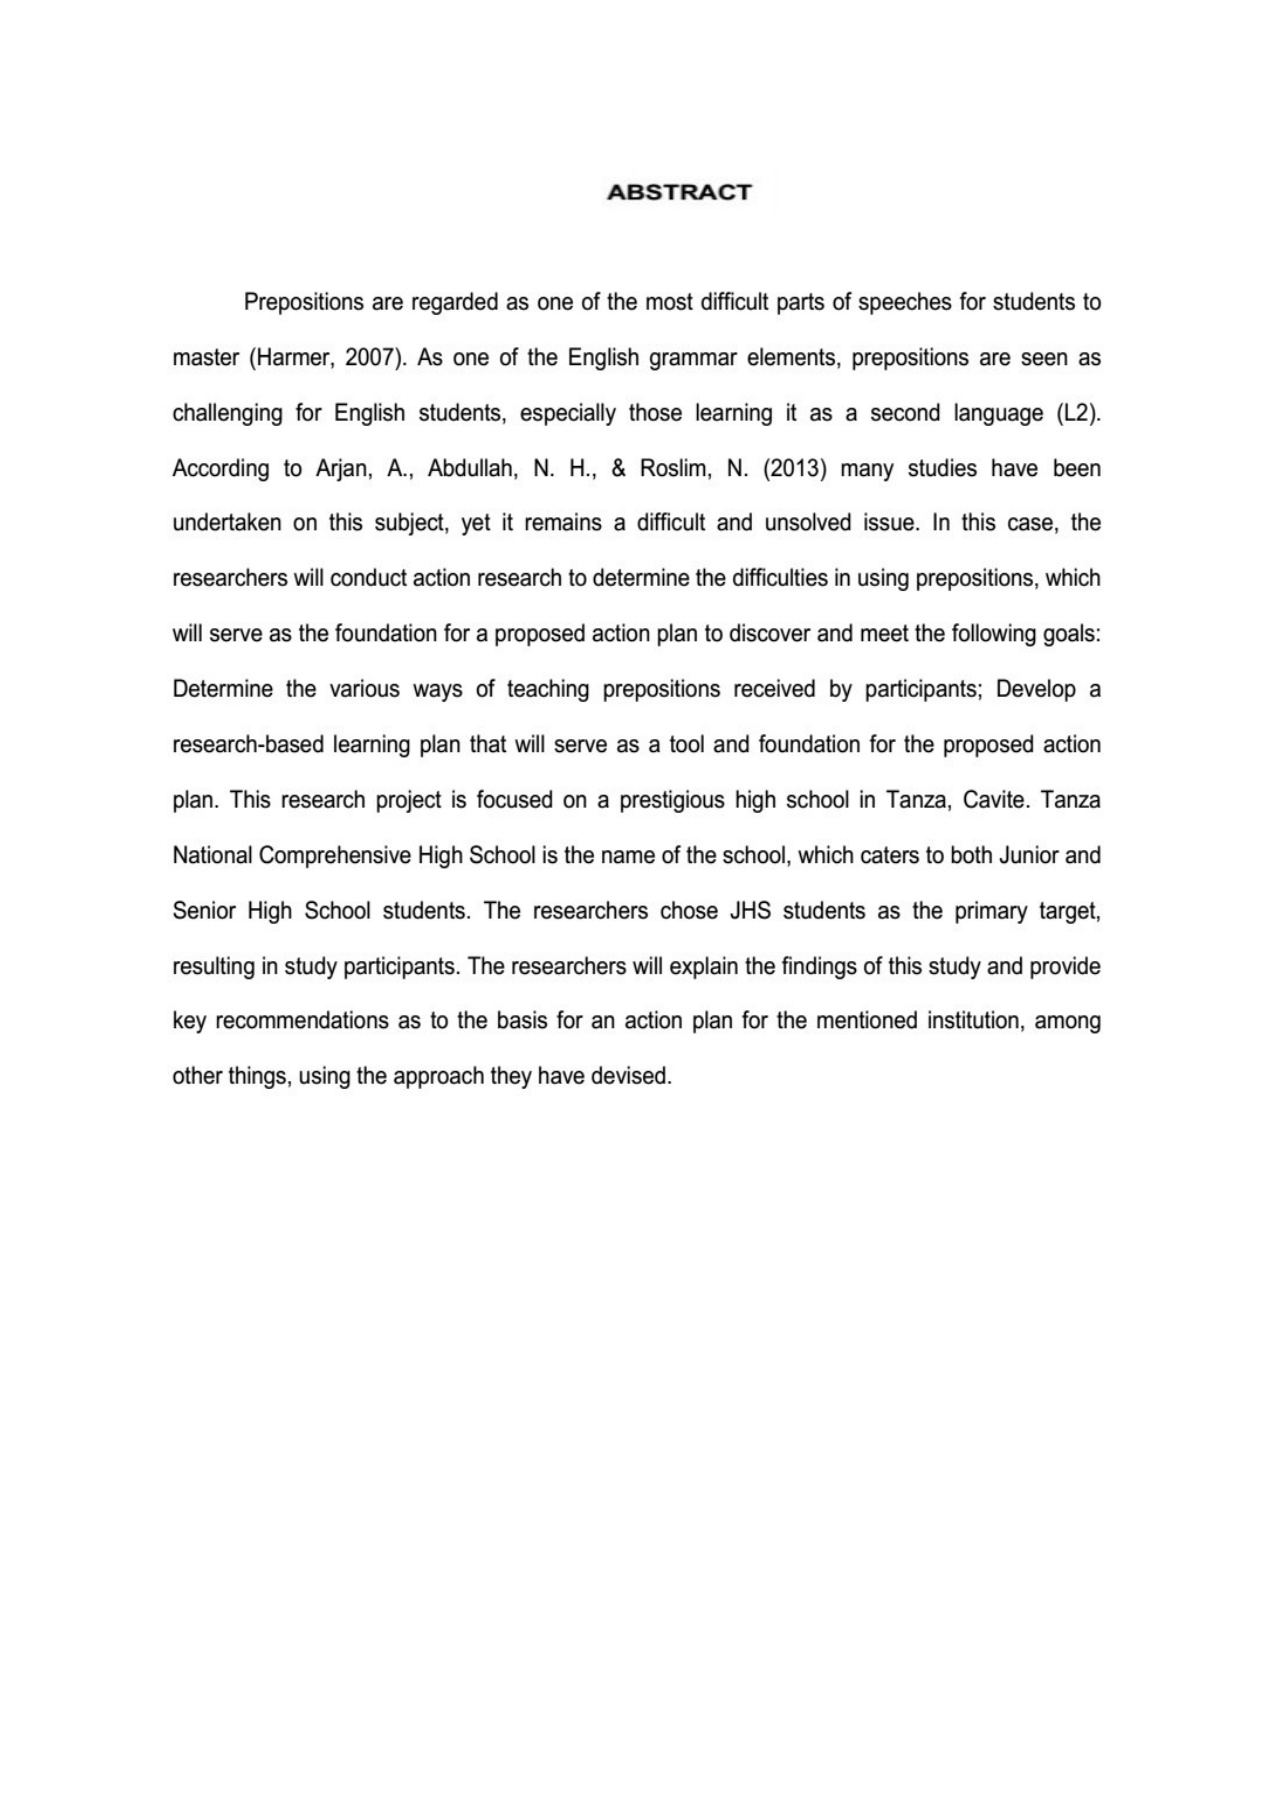 ABSTRACT
Prepositions are regarded as one of the most difficult parts of speeches for students to
master (Harmer, 2007). As one of the English grammar elements, prepositions are seen as
challenging for English students, especially those learning it as a second language (L2).
According to Arjan, A., Abdullah, N. H., & Roslim, N. (2013) many studies have been
undertaken on this subject, yet it remains a difficult and unsolved issue. In this case, the
researchers will conduct action research to determine the difficulties in using prepositions, which
will serve as the foundation for a proposed action plan to discover and meet the following goals:
Determine the various ways of teaching prepositions received by participants; Develop a
research-based learning plan that will serve as a tool and foundation for the proposed action
plan. This research project is focused on a prestigious high school in Tanza, Cavite. Tanza
National Comprehensive High School is the name of the school, which caters to both Junior and
Senior High School students. The researchers chose JHS students as the primary target,
resulting in study participants. The researchers will explain the findings of this study and provide
key recommendations as to the basis for an action plan for the mentioned institution, among
other things, using the approach they have devised.